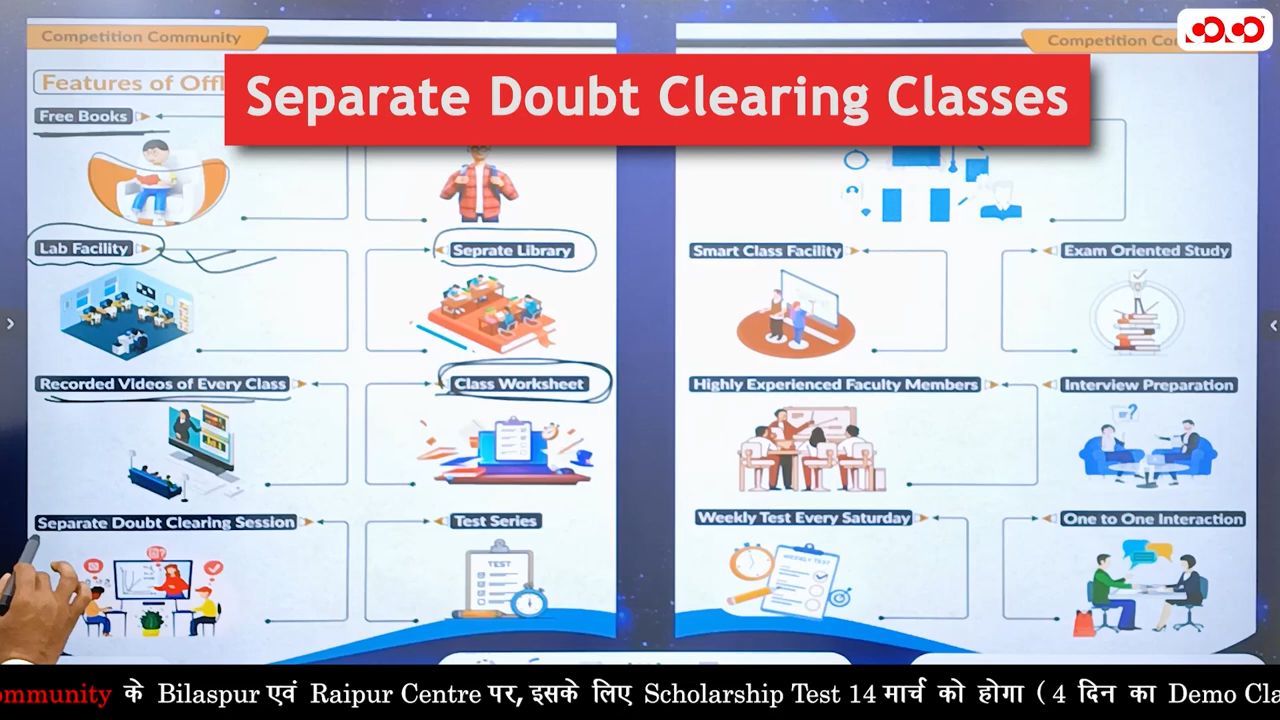 Competition Community
Competition Co
Features of Off
Separate Doubt Clearing Classes
Free Books
Lab Facility
Seprate Library
Smart Class Facility
Exam Oriented Study
Recorded Videos of Every Class
Class Worksheet
Highly Experienced Faculty Members
Interview Preparation
Separate Doubt Clearing Session
Test Series
Weekly Test Every Saturday
One to One Interaction
TEST
WEEKLY TEST
ommunity के Bilaspur एवं Raipur Centre पर, इसके लिए Scholarship Test 14 मार्च को होगा ( 4 दिन का Demo Cla